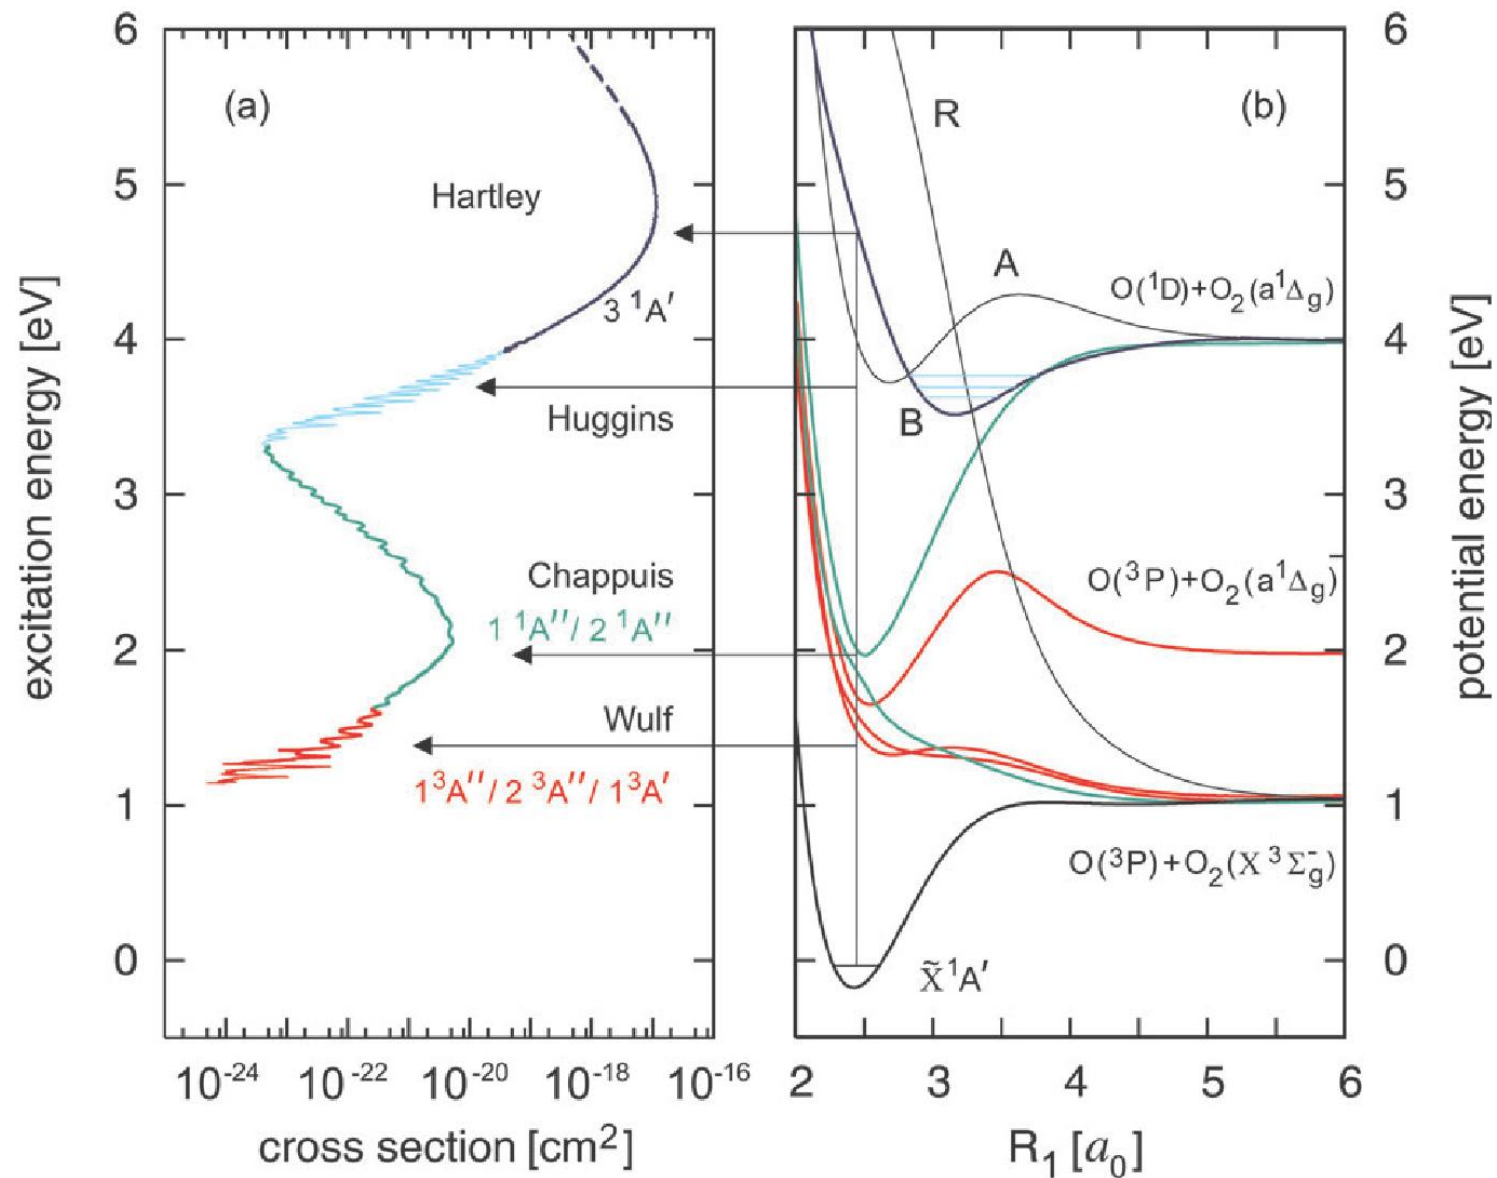 (a)
6
5
4
3
2
1
0
excitation energy [eV]
Hartley
3 ¹A′
Huggins
Chappuis
1 ¹A′′/ 2 ¹A′′
Wulf
1³A′′/ 2 ³A′′/ 1³A′
10⁻²⁴ 10⁻²² 10⁻²⁰ 10⁻¹⁸ 10⁻¹⁶
cross section [cm²]
(b)
R
A
O(¹D)+O₂(a¹Δg)
B
O(³P)+O₂(a¹Δg)
O(³P)+O₂(X ³Σg⁻)
X̃ ¹A′
2 3 4 5 6
R₁ [a₀]
6
5
4
3
2
1
0
potential energy [eV]